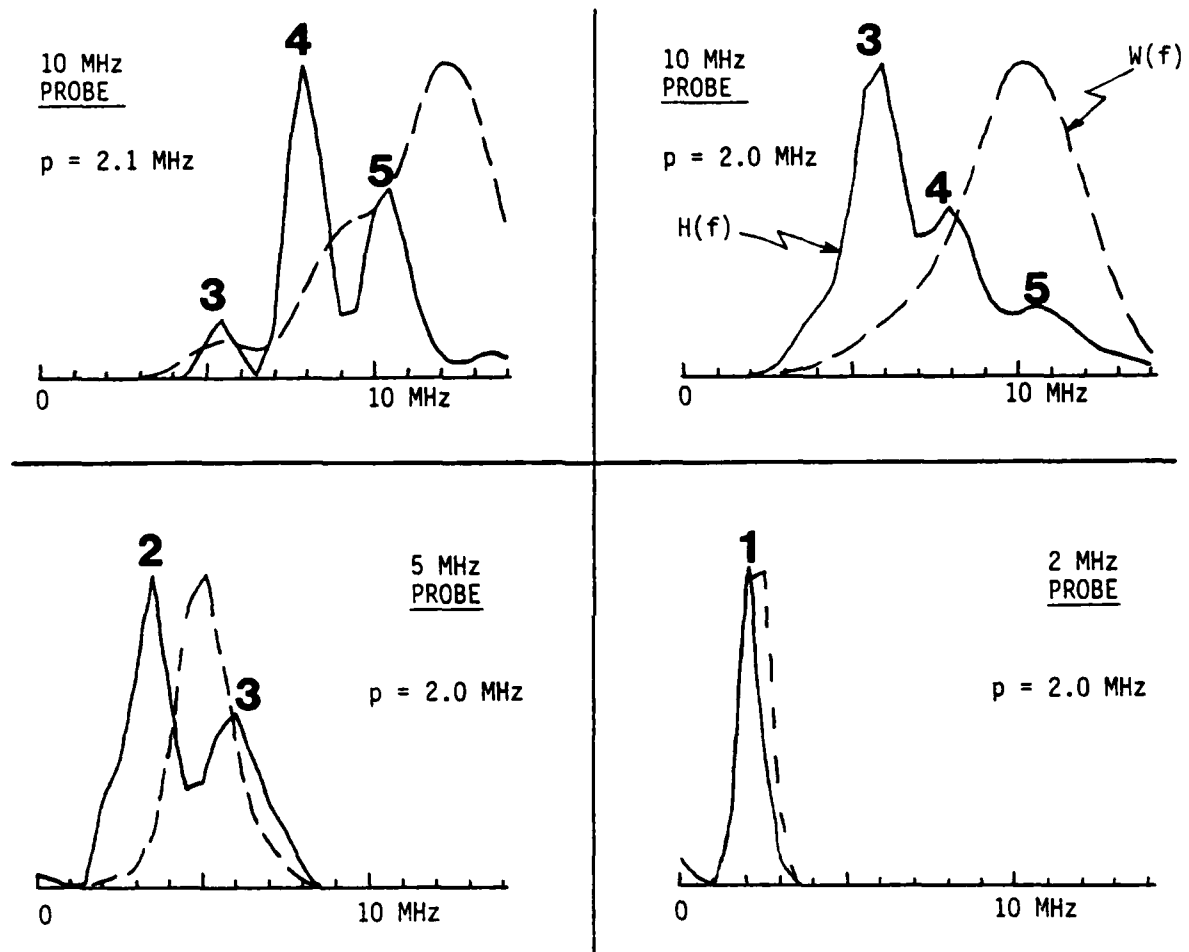 10 MHz
PROBE
p = 2.1 MHz
4
5
3
0
10 MHz
10 MHz
PROBE
p = 2.0 MHz
3
4
5
H(f)
W(f)
0
10 MHz
2
3
5 MHz
PROBE
p = 2.0 MHz
0
10 MHz
1
2 MHz
PROBE
p = 2.0 MHz
0
10 MHz